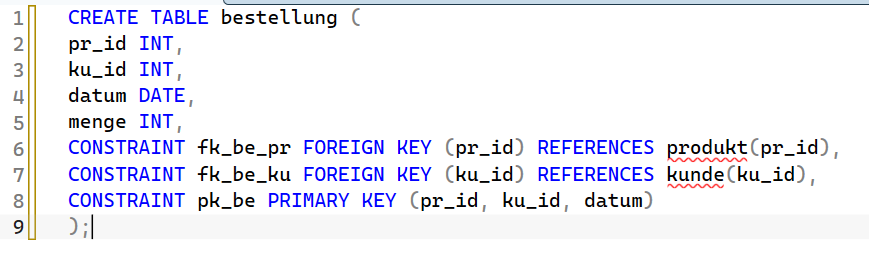 1 CREATE TABLE bestellung (
2 pr_id INT,
3 ku_id INT,
4 datum DATE,
5 menge INT,
6 CONSTRAINT fk_be_pr FOREIGN KEY (pr_id) REFERENCES produkt(pr_id),
7 CONSTRAINT fk_be_ku FOREIGN KEY (ku_id) REFERENCES kunde(ku_id),
8 CONSTRAINT pk_be PRIMARY KEY (pr_id, ku_id, datum)
9 );